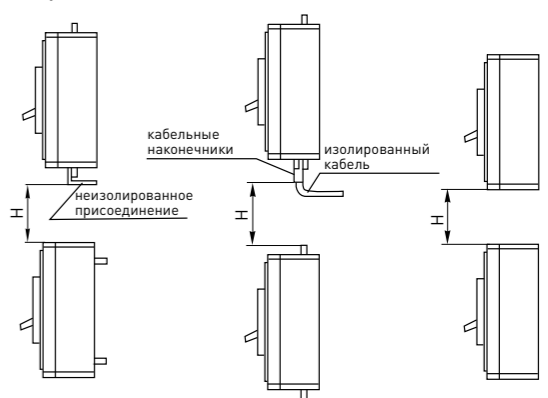 кабельные
наконечники
изолированный
кабель
неизолированное
присоединение
H
H
H